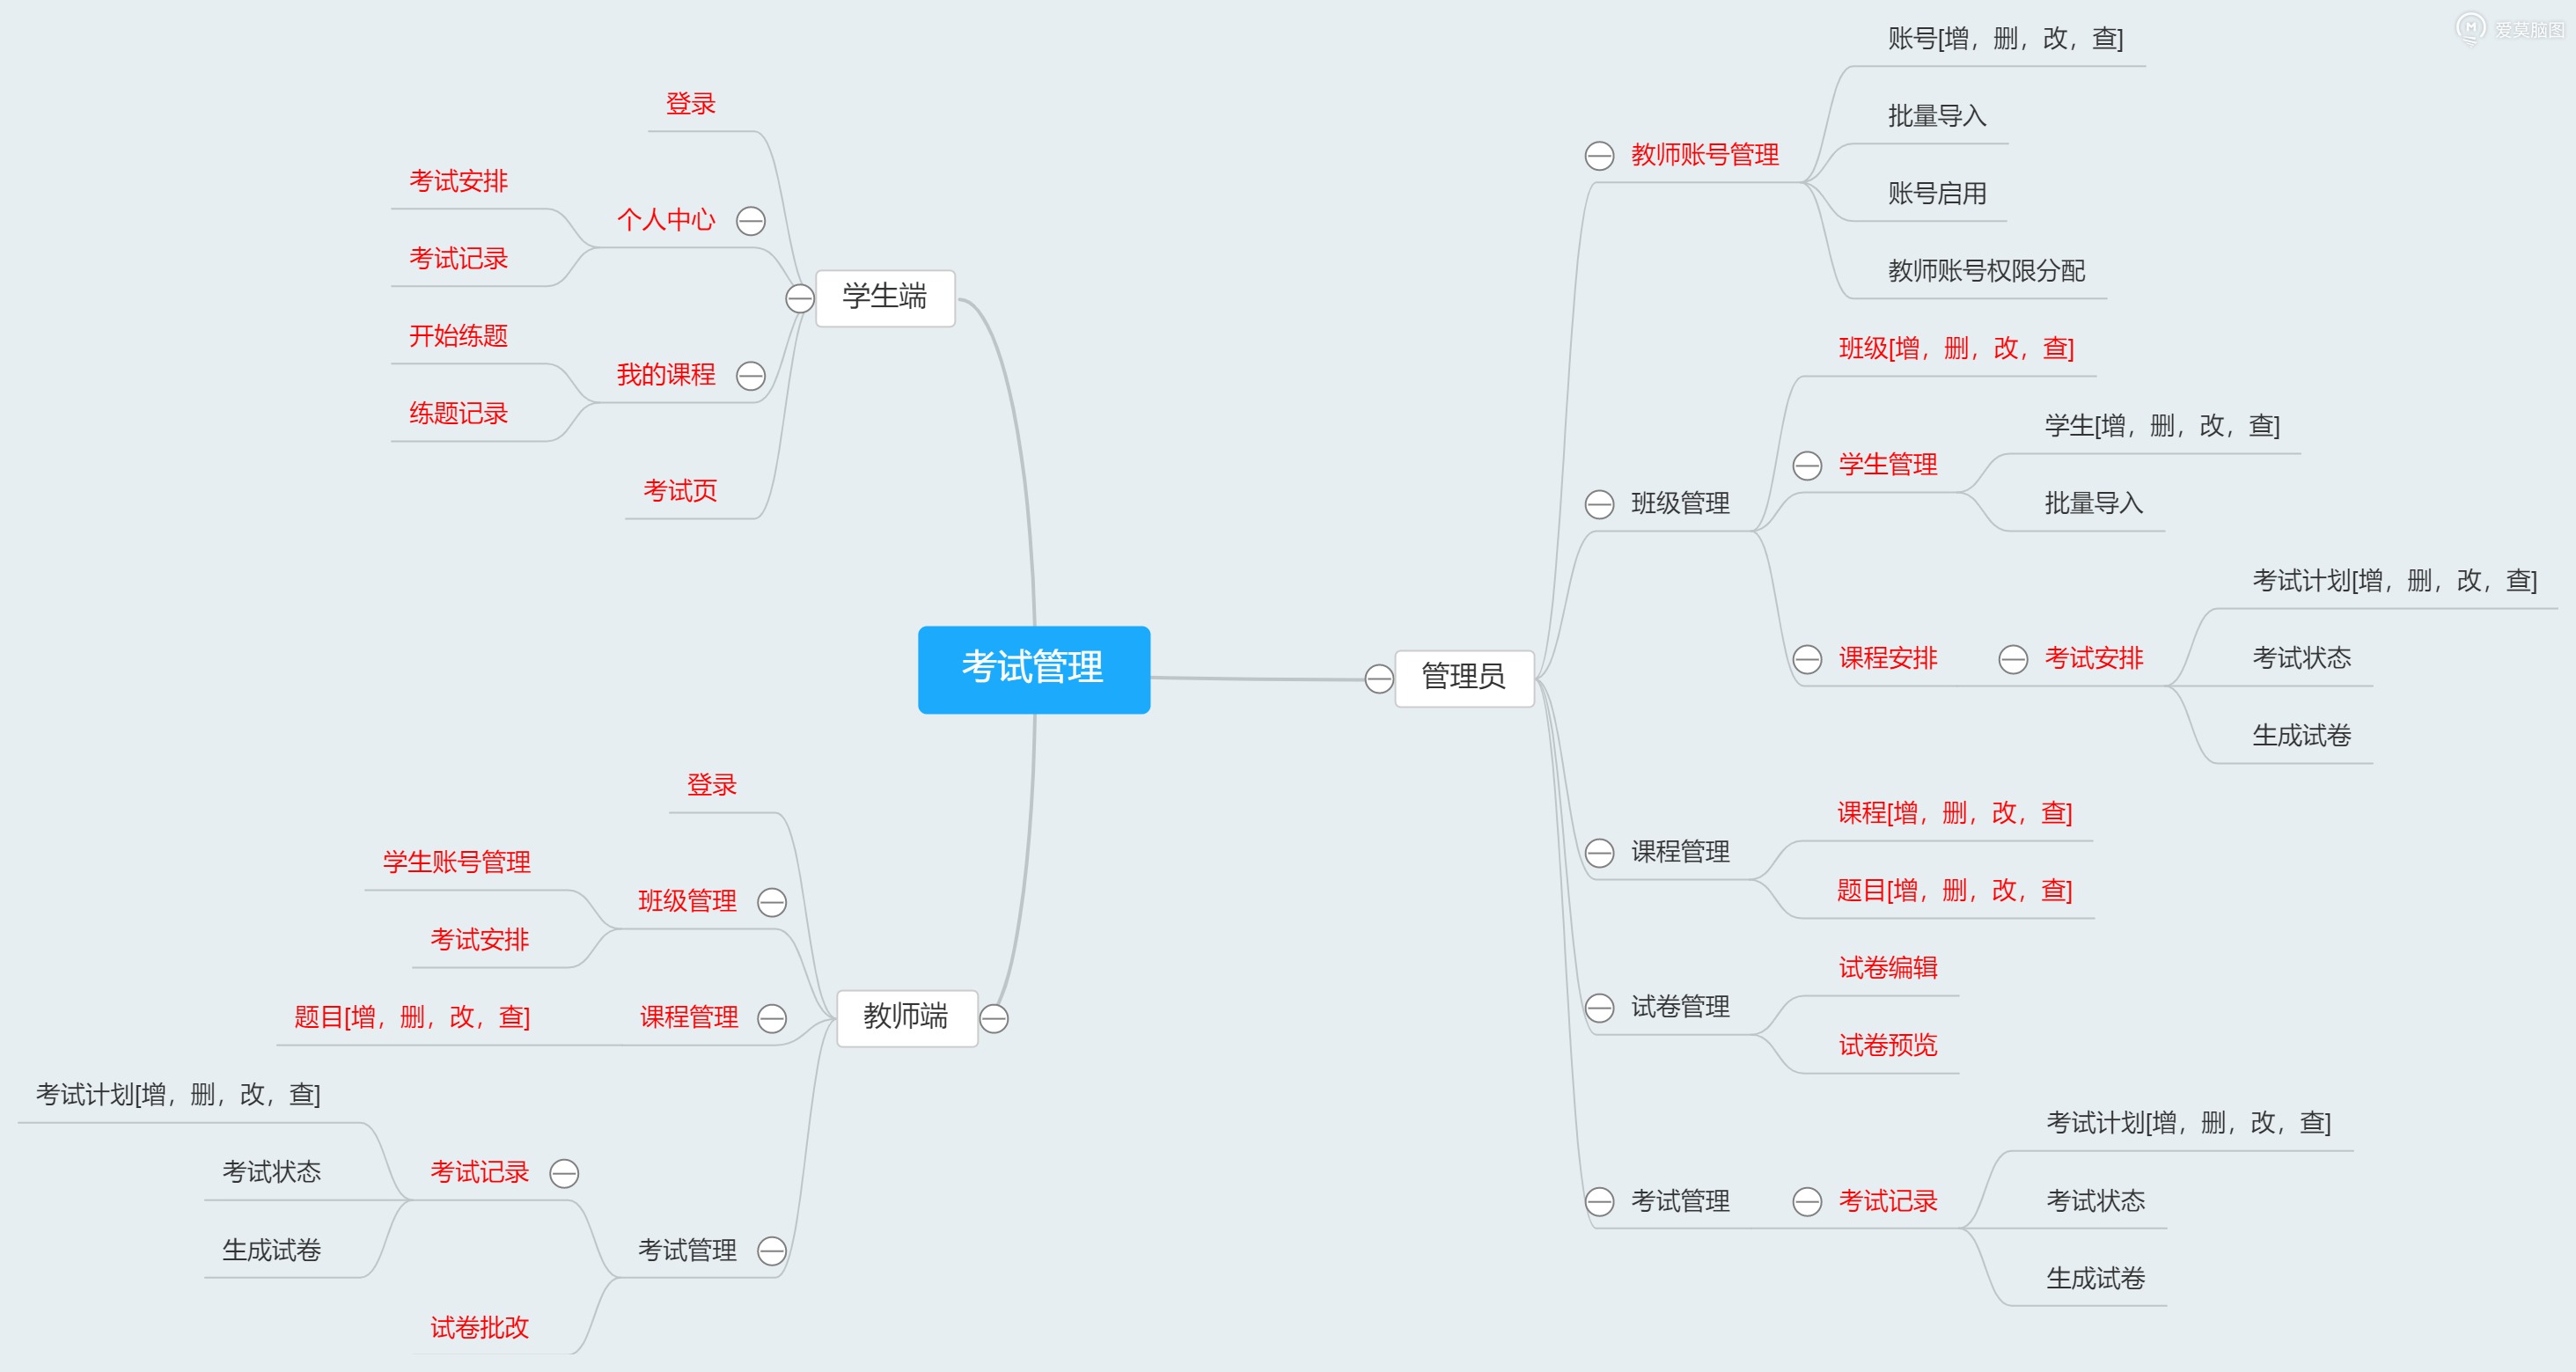 爱莫脑图
考试管理
学生端
登录
个人中心
考试安排
考试记录
我的课程
开始练题
练题记录
考试页
教师端
登录
班级管理
学生账号管理
考试安排
课程管理
题目[增，删，改，查]
考试管理
考试记录
考试计划[增，删，改，查]
考试状态
生成试卷
试卷批改
管理员
教师账号管理
账号[增，删，改，查]
批量导入
账号启用
教师账号权限分配
班级管理
班级[增，删，改，查]
学生管理
学生[增，删，改，查]
批量导入
课程安排
考试安排
考试计划[增，删，改，查]
考试状态
生成试卷
课程管理
课程[增，删，改，查]
题目[增，删，改，查]
试卷管理
试卷编辑
试卷预览
考试管理
考试记录
考试计划[增，删，改，查]
考试状态
生成试卷